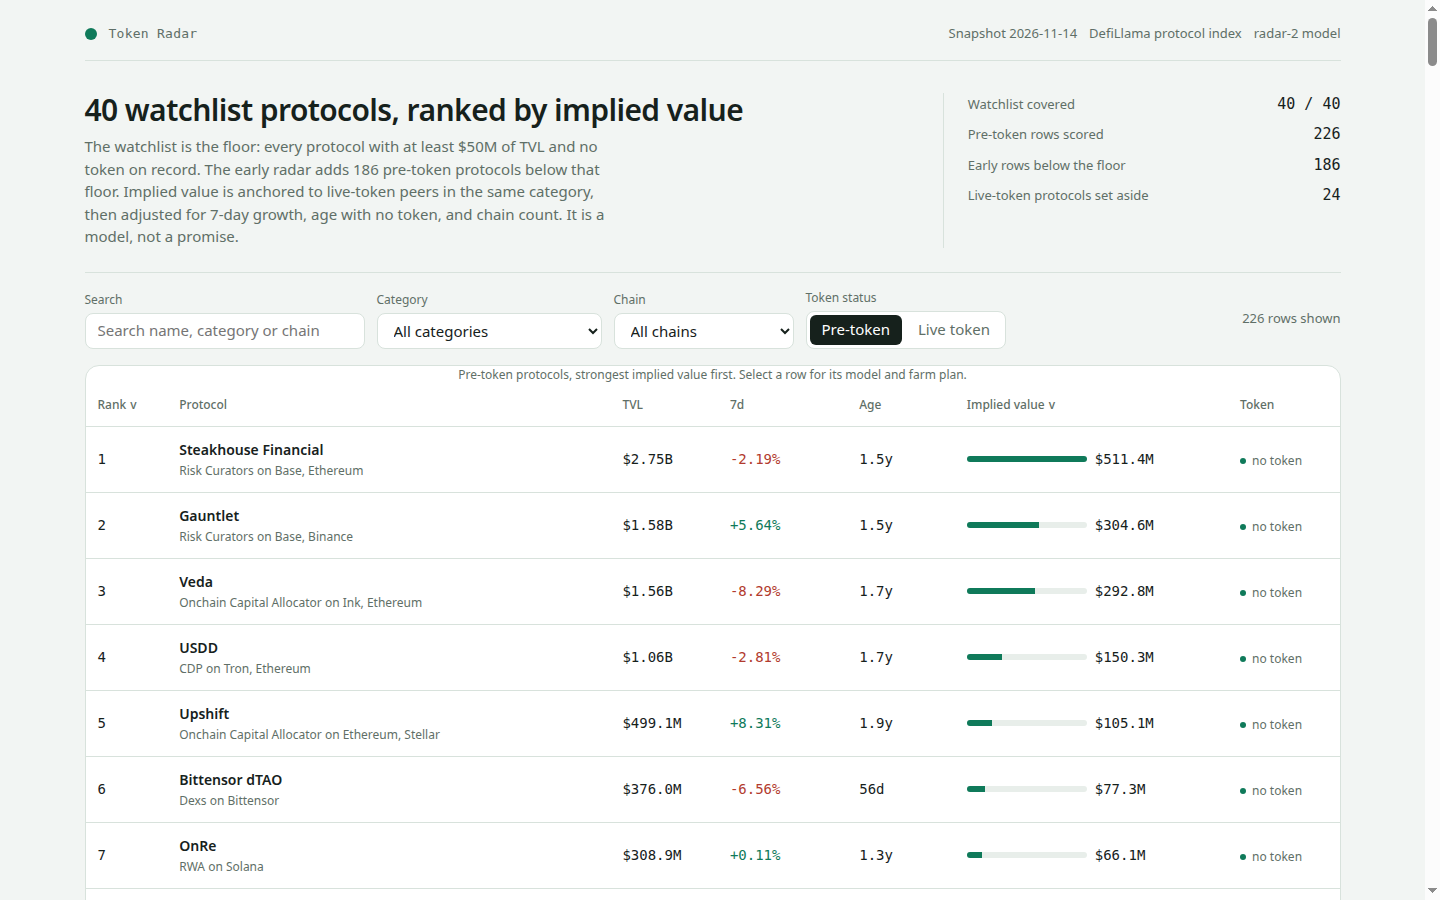 Token Radar
Snapshot 2026-11-14 DefiLlama protocol index radar-2 model
40 watchlist protocols, ranked by implied value
The watchlist is the floor: every protocol with at least $50M of TVL and no
token on record. The early radar adds 186 pre-token protocols below that
floor. Implied value is anchored to live-token peers in the same category,
then adjusted for 7-day growth, age with no token, and chain count. It is a
model, not a promise.
Watchlist covered 40 / 40
Pre-token rows scored 226
Early rows below the floor 186
Live-token protocols set aside 24
Search Category Chain Token status
Search name, category or chain All categories All chains Pre-token Live token 226 rows shown
Pre-token protocols, strongest implied value first. Select a row for its model and farm plan.
Rank v Protocol TVL 7d Age Implied value v Token
1 Steakhouse Financial $2.75B -2.19% 1.5y $511.4M no token
Risk Curators on Base, Ethereum
2 Gauntlet $1.58B +5.64% 1.5y $304.6M no token
Risk Curators on Base, Binance
3 Veda $1.56B -8.29% 1.7y $292.8M no token
Onchain Capital Allocator on Ink, Ethereum
4 USDD $1.06B -2.81% 1.7y $150.3M no token
CDP on Tron, Ethereum
5 Upshift $499.1M +8.31% 1.9y $105.1M no token
Onchain Capital Allocator on Ethereum, Stellar
6 Bittensor dTAO $376.0M -6.56% 56d $77.3M no token
Dexs on Bittensor
7 OnRe $308.9M +0.11% 1.3y $66.1M no token
RWA on Solana